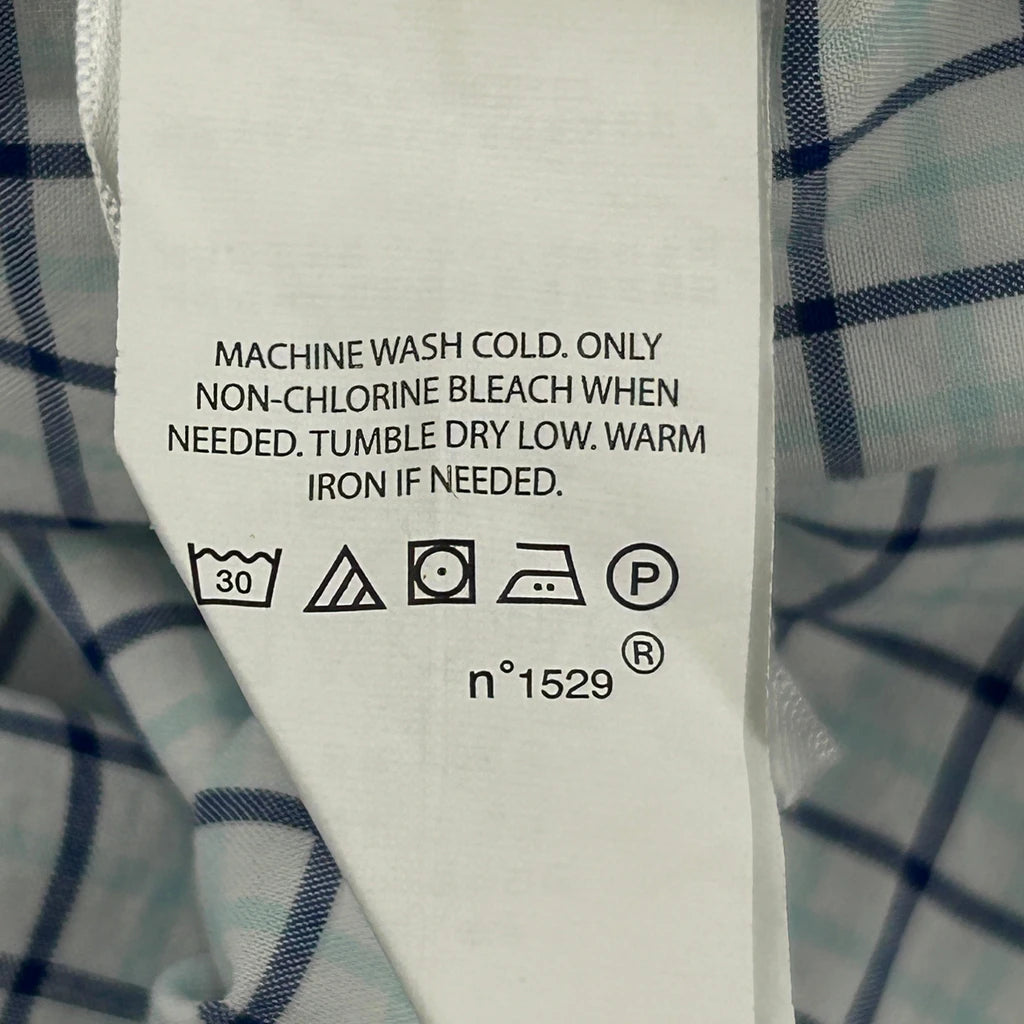 MACHINE WASH COLD. ONLY
NON-CHLORINE BLEACH WHEN
NEEDED. TUMBLE DRY LOW. WARM
IRON IF NEEDED.
30 P
®
n°1529